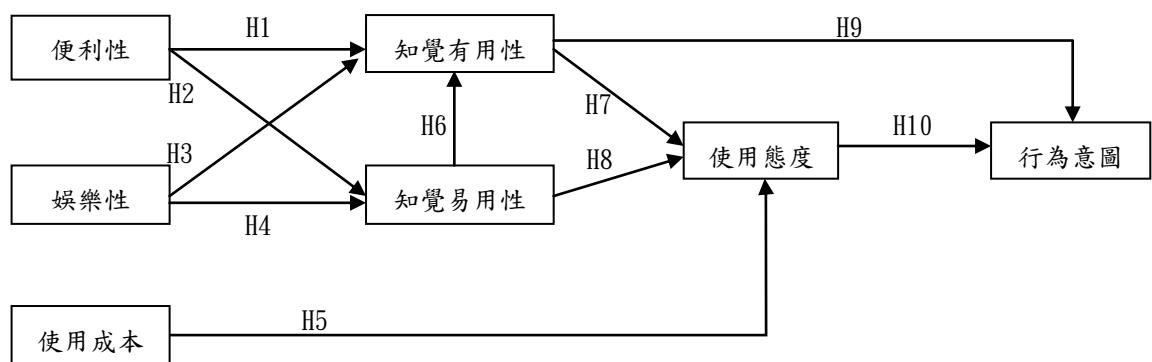 H1
H9
便利性
知覺有用性
H2
H7
H6
H10
使用態度
行為意圖
H3
H8
娛樂性
知覺易用性
H4
H5
使用成本